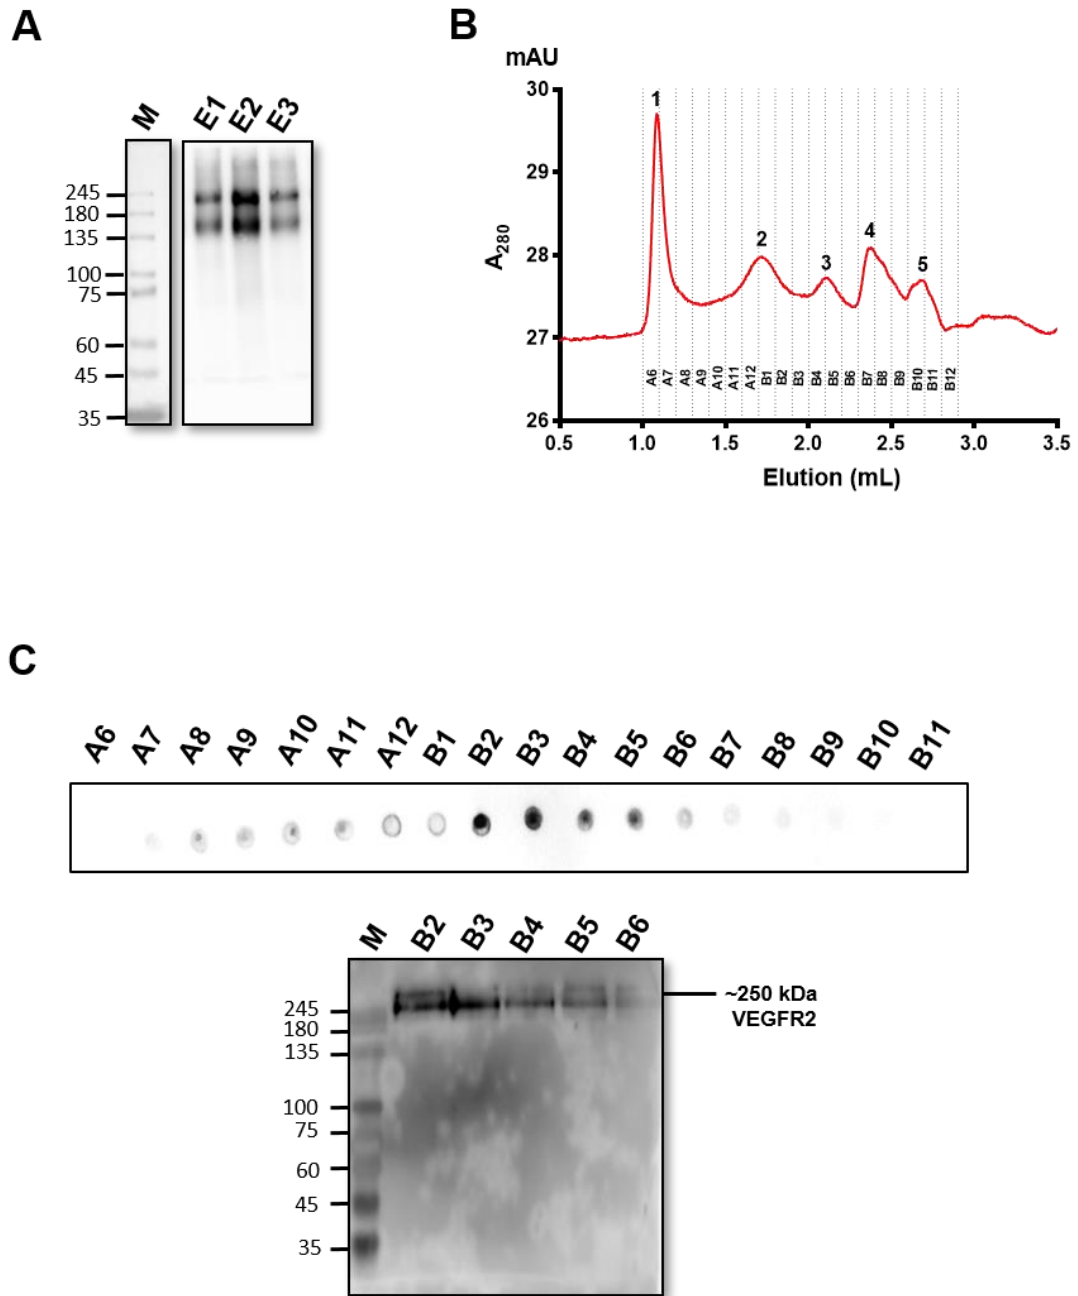 A
M
E1 E2 E3
245
180
135
100
75
60
45
35
B
mAU
30
29
28
27
26
A280
1
2
3
4
5
A6 A7 A8 A9 A10 A11 A12 B1 B2 B3 B4 B5 B6 B7 B8 B9 B10 B11 B12
0.5 1.0 1.5 2.0 2.5 3.0 3.5
Elution (mL)
C
A6 A7 A8 A9 A10 A11 A12 B1 B2 B3 B4 B5 B6 B7 B8 B9 B10 B11
M B2 B3 B4 B5 B6
245
180
135
100
75
60
45
35
~250 kDa
VEGFR2